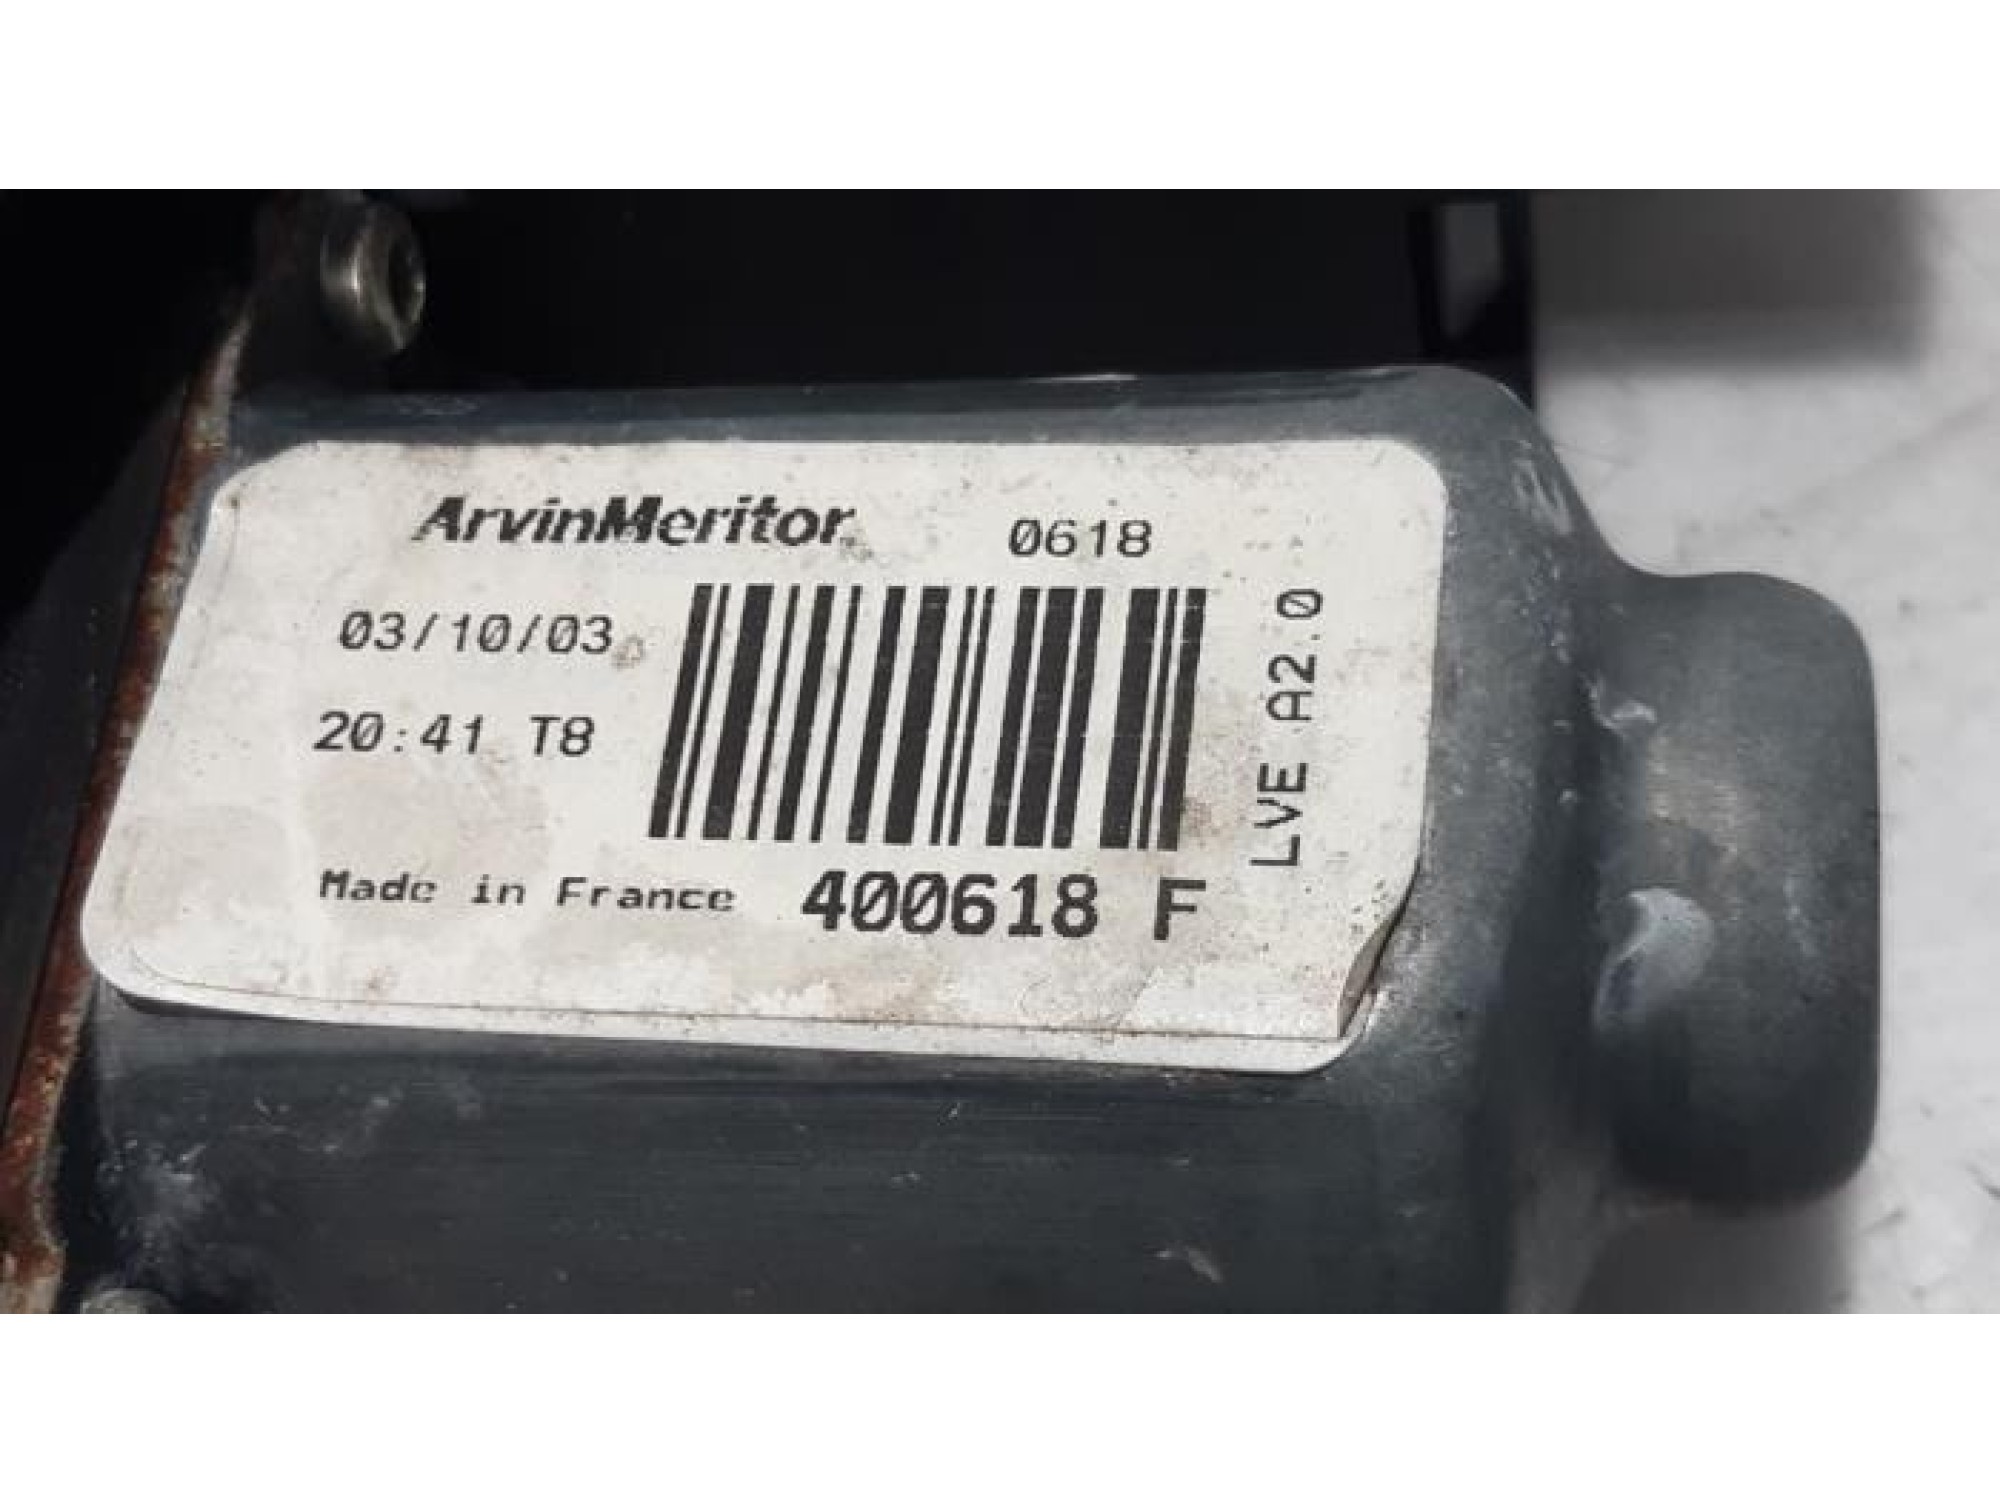 ArvinMeritor 0618
03/10/03
20:41 T8
LVE A2.0
Made in France 400618 F